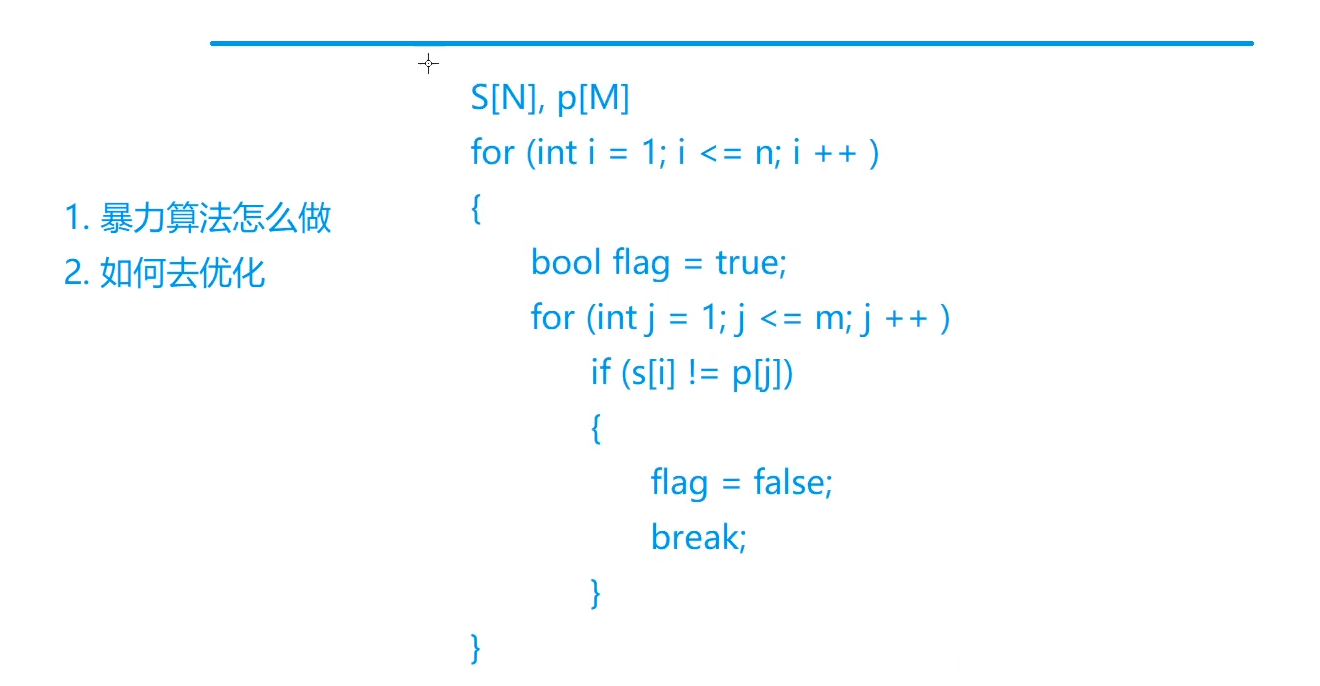 S[N], p[M]
for (int i = 1; i <= n; i ++ )
{
1. 暴力算法怎么做
2. 如何去优化
bool flag = true;
for (int j = 1; j <= m; j ++ )
if (s[i] != p[j])
{
flag = false;
break;
}
}